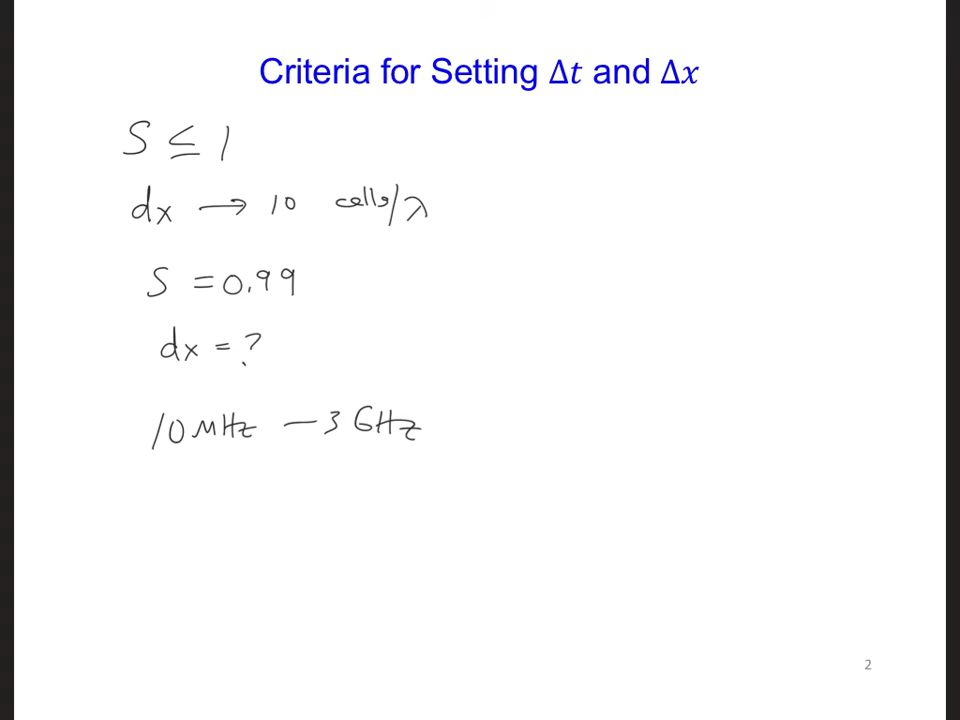 Criteria for Setting Δt and Δx
S ≤ 1
dx → 10 cells/λ
S = 0.99
dx = ?
10 MHz — 3 GHz
2